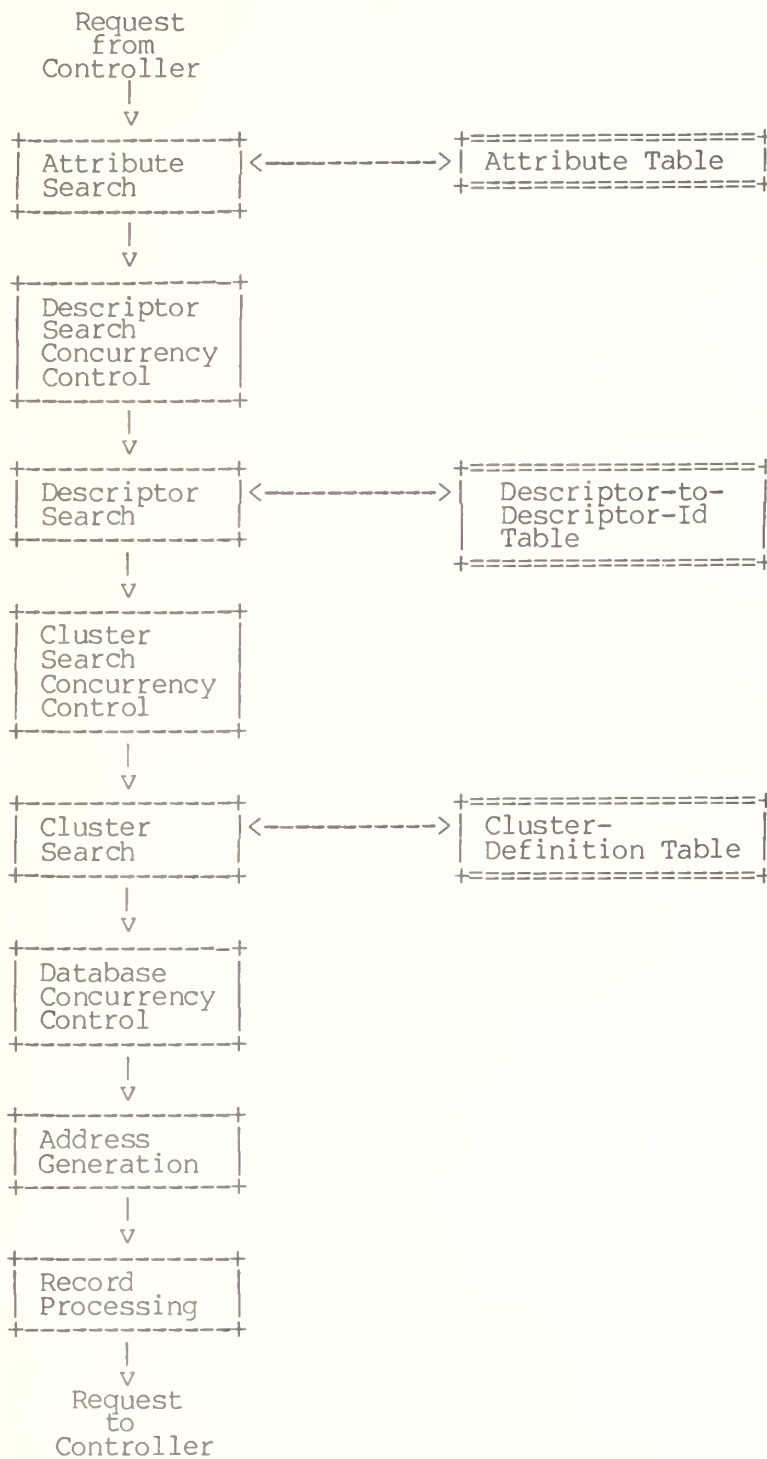 Request
from
Controller
Attribute
Search
Attribute Table
Descriptor
Search
Concurrency
Control
Descriptor
Search
Descriptor-to-
Descriptor-Id
Table
Cluster
Search
Concurrency
Control
Cluster
Search
Cluster-
Definition Table
Database
Concurrency
Control
Address
Generation
Record
Processing
Request
to
Controller